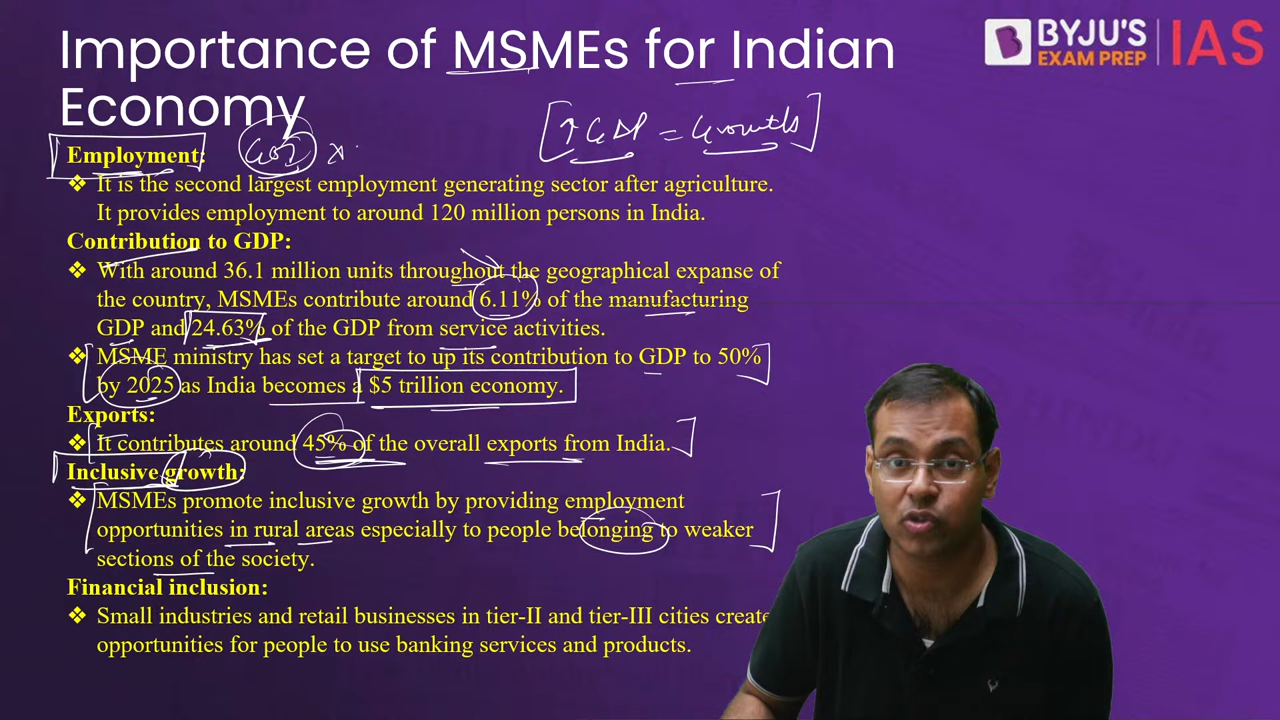 Importance of MSMEs for Indian
Economy
BYJU'S
EXAM PREP
IAS
[↑GDP = Growth]
Employment:
❖ It is the second largest employment generating sector after agriculture.
It provides employment to around 120 million persons in India.
Contribution to GDP:
❖ With around 36.1 million units throughout the geographical expanse of
the country, MSMEs contribute around 6.11% of the manufacturing
GDP and 24.63% of the GDP from service activities.
❖ MSME ministry has set a target to up its contribution to GDP to 50%
by 2025 as India becomes a $5 trillion economy.
Exports:
❖ It contributes around 45% of the overall exports from India.
Inclusive growth:
❖ MSMEs promote inclusive growth by providing employment
opportunities in rural areas especially to people belonging to weaker
sections of the society.
Financial inclusion:
❖ Small industries and retail businesses in tier-II and tier-III cities create
opportunities for people to use banking services and products.